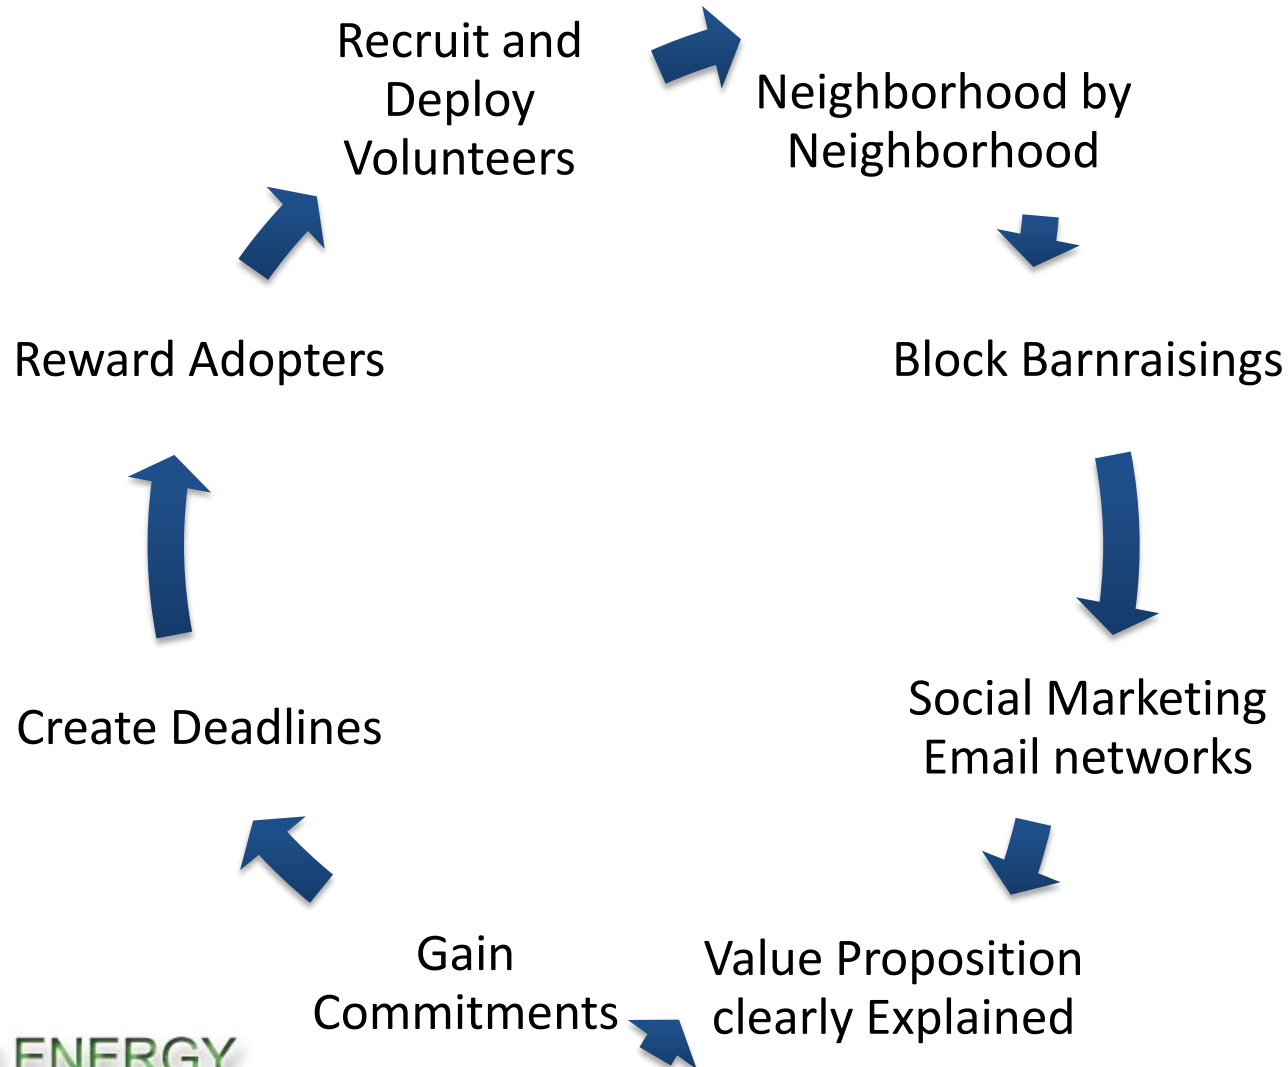 Recruit and
Deploy
Volunteers
Neighborhood by
Neighborhood
Block Barnraisings
Social Marketing
Email networks
Value Proposition
clearly Explained
Gain
Commitments
Create Deadlines
Reward Adopters
ENERGY